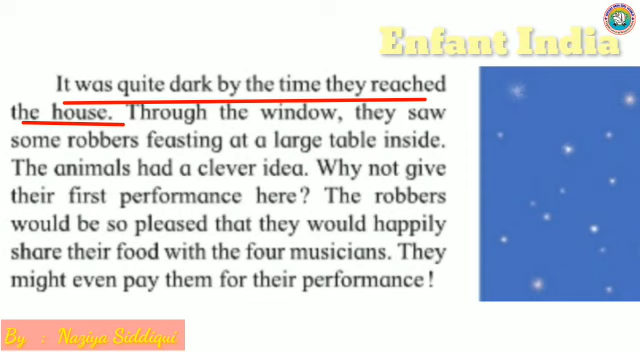 Enfant India
It was quite dark by the time they reached
the house. Through the window, they saw
some robbers feasting at a large table inside.
The animals had a clever idea. Why not give
their first performance here? The robbers
would be so pleased that they would happily
share their food with the four musicians. They
might even pay them for their performance!
By : Naziya Siddiqui